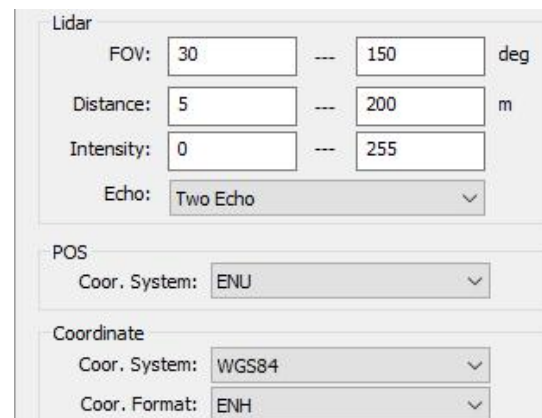 Lidar
FOV: 30 --- 150 deg
Distance: 5 --- 200 m
Intensity: 0 --- 255
Echo: Two Echo
POS
Coor. System: ENU
Coordinate
Coor. System: WGS84
Coor. Format: ENH